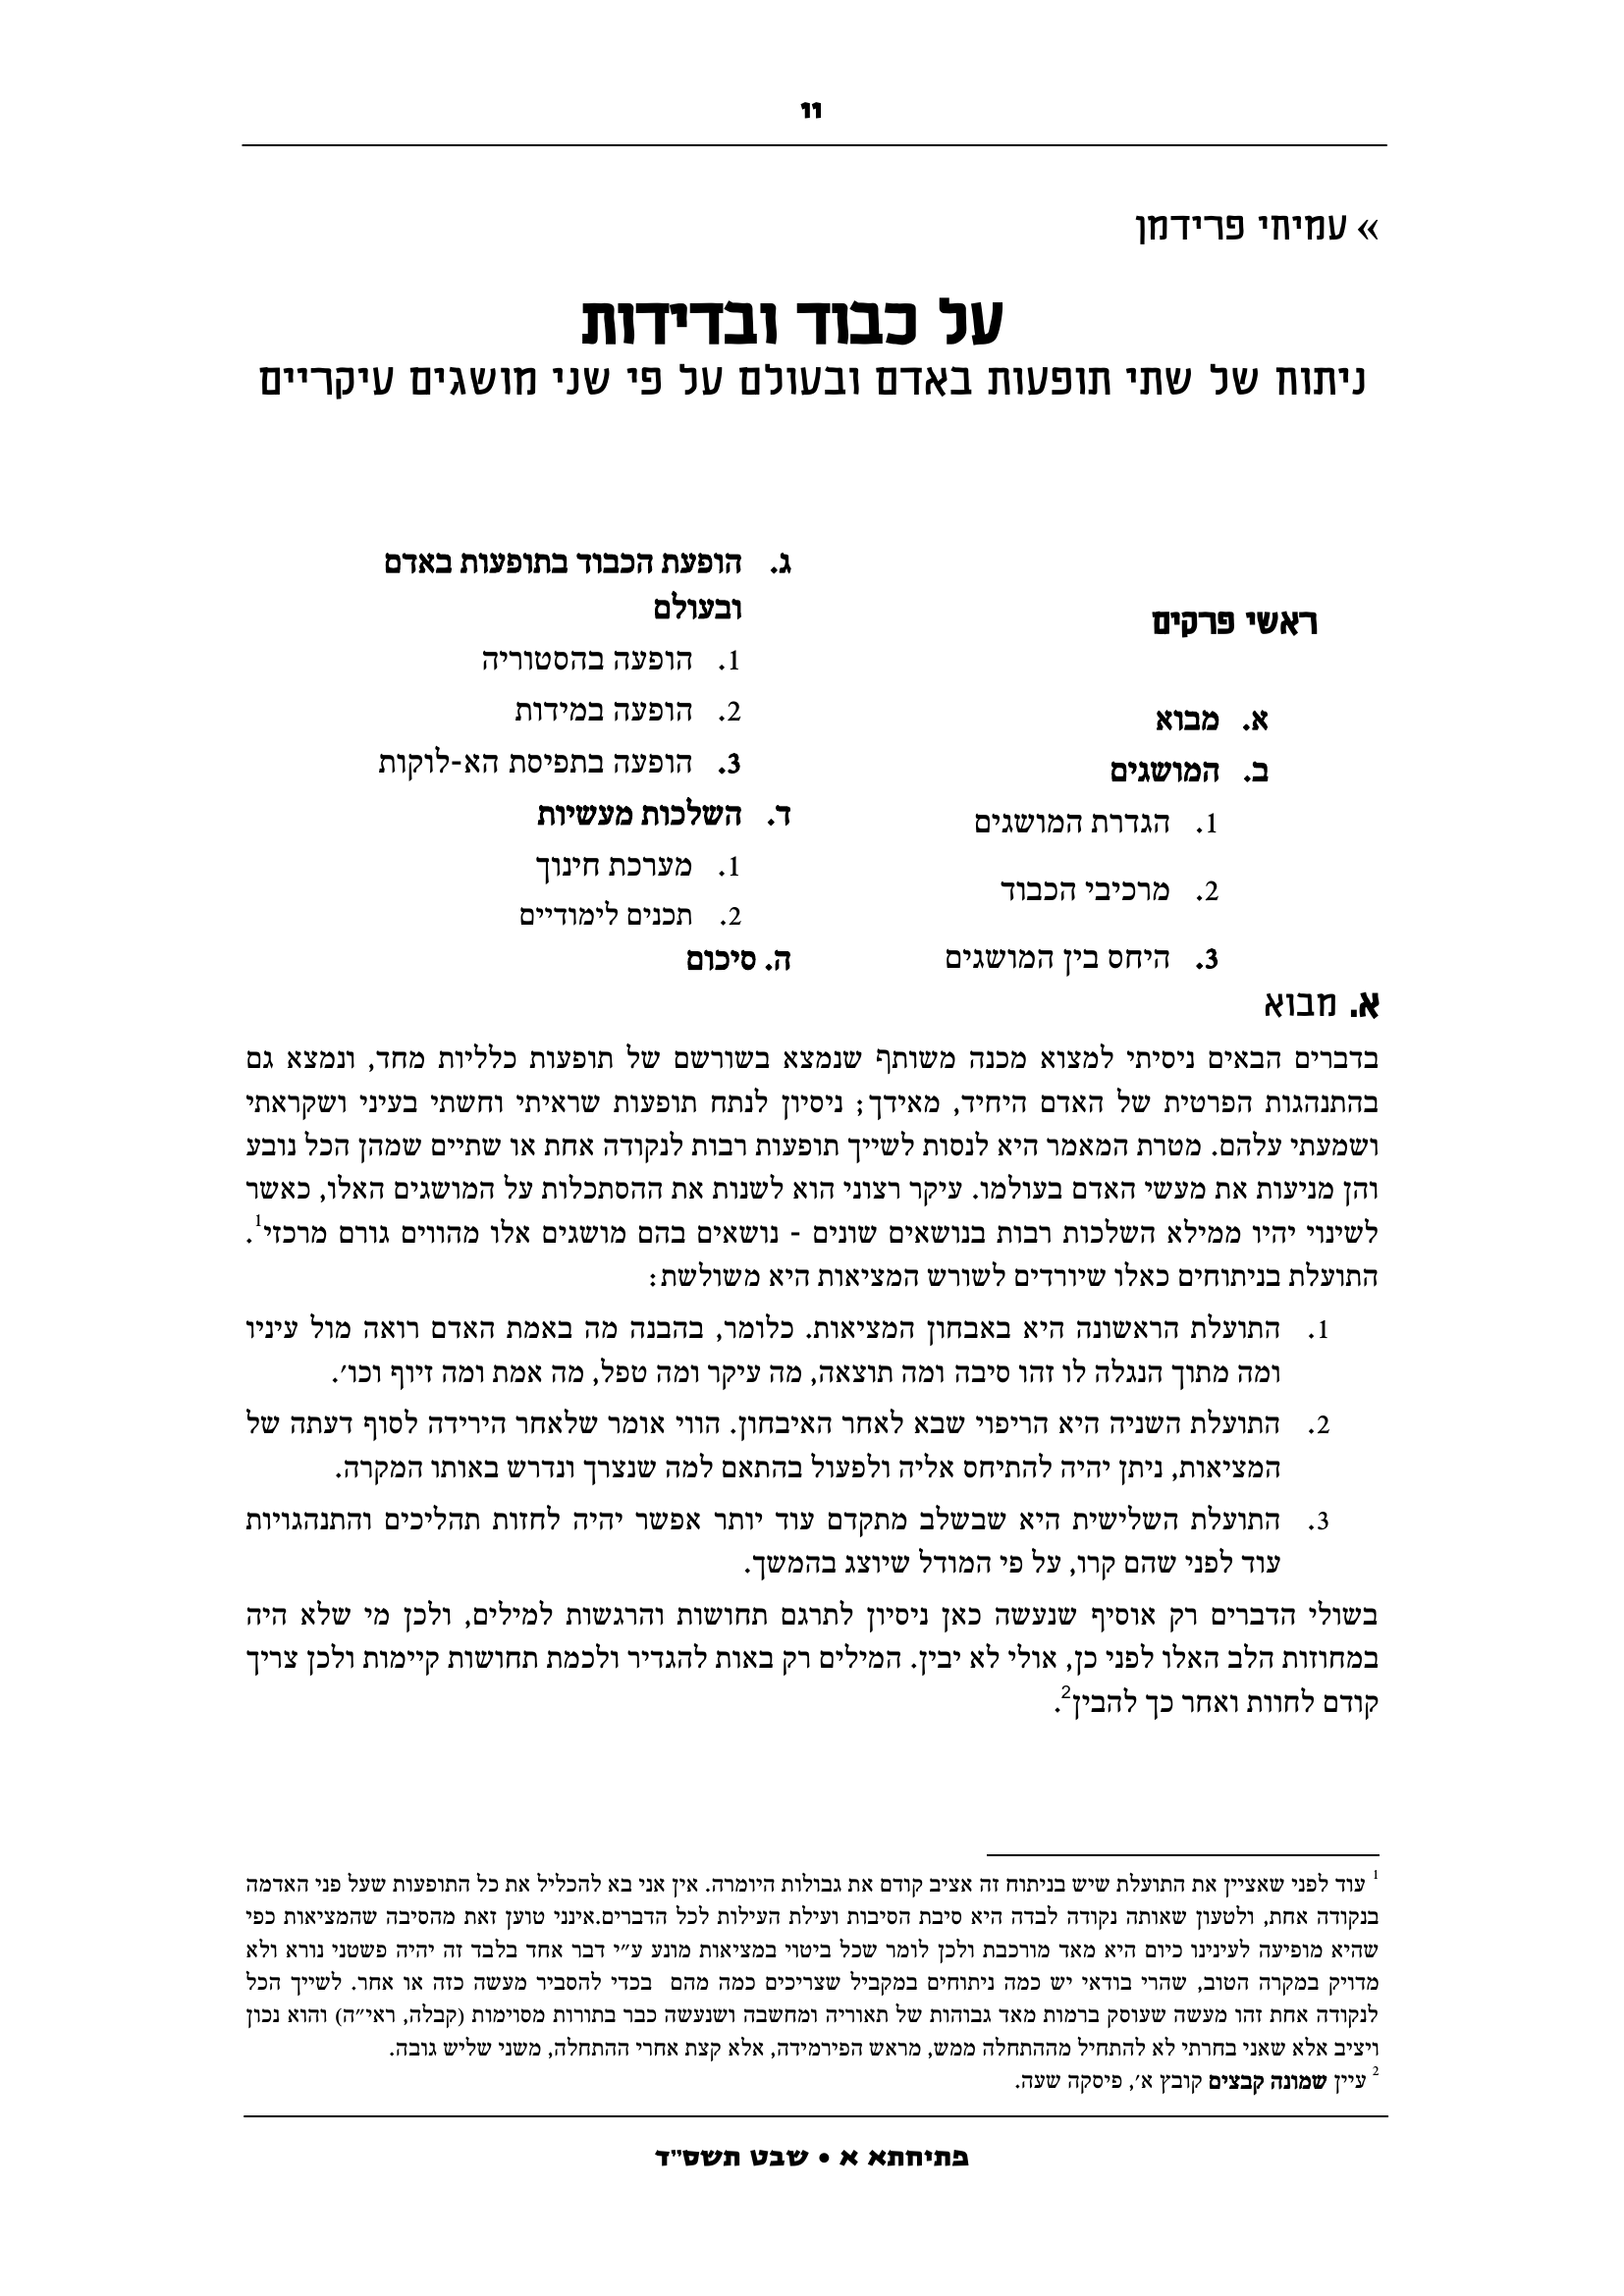 יי
» עמיחי פרידמן
על כבוד ובדידות
ניתוח של שתי תופעות באדם ובעולם על פי שני מושגים עיקריים
ראשי פרקים
א. מבוא
ב. המושגים
1. הגדרת המושגים
2. מרכיבי הכבוד
3. היחס בין המושגים
ג. הופעת הכבוד בתופעות באדם
ובעולם
1. הופעה בהסטוריה
2. הופעה במידות
3. הופעה בתפיסת הא-לוקות
ד. השלכות מעשיות
1. מערכת חינוך
2. תכנים לימודיים
ה. סיכום
א. מבוא
בדברים הבאים ניסיתי למצוא מכנה משותף שנמצא בשורשם של תופעות כלליות מחד, ונמצא גם
בהתנהגות הפרטית של האדם היחיד, מאידך; ניסיון לנתח תופעות שראיתי וחשתי בעיני ושקראתי
ושמעתי עלהם. מטרת המאמר היא לנסות לשייך תופעות רבות לנקודה אחת או שתיים שמהן הכל נובע
והן מניעות את מעשי האדם בעולמו. עיקר רצוני הוא לשנות את ההסתכלות על המושגים האלו, כאשר
לשינוי יהיו ממילא השלכות רבות בנושאים שונים - נושאים בהם מושגים אלו מהווים גורם מרכזי1.
התועלת בניתוחים כאלו שיורדים לשורש המציאות היא משולשת:
1. התועלת הראשונה היא באבחון המציאות. כלומר, בהבנה מה באמת האדם רואה מול עיניו
ומה מתוך הנגלה לו זהו סיבה ומה תוצאה, מה עיקר ומה טפל, מה אמת ומה זיוף וכו׳.
2. התועלת השניה היא הריפוי שבא לאחר האיבחון. הווי אומר שלאחר הירידה לסוף דעתה של
המציאות, ניתן יהיה להתיחס אליה ולפעול בהתאם למה שנצרך ונדרש באותו המקרה.
3. התועלת השלישית היא שבשלב מתקדם עוד יותר אפשר יהיה לחזות תהליכים והתנהגויות
עוד לפני שהם קרו, על פי המודל שיוצג בהמשך.
בשולי הדברים רק אוסיף שנעשה כאן ניסיון לתרגם תחושות והרגשות למילים, ולכן מי שלא היה
במחוזות הלב האלו לפני כן, אולי לא יבין. המילים רק באות להגדיר ולכמת תחושות קיימות ולכן צריך
קודם לחוות ואחר כך להבין2.
1 עוד לפני שאציין את התועלת שיש בניתוח זה אציב קודם את גבולות היומרה. אין אני בא להכליל את כל התופעות שעל פני האדמה
בנקודה אחת, ולטעון שאותה נקודה לבדה היא סיבת הסיבות ועילת העילות לכל הדברים.אינני טוען זאת מהסיבה שהמציאות כפי
שהיא מופיעה לעינינו כיום היא מאד מורכבת ולכן לומר שכל ביטוי במציאות מונע ע״י דבר אחד בלבד זה יהיה פשטני נורא ולא
מדויק במקרה הטוב, שהרי בודאי יש כמה ניתוחים במקביל שצריכים כמה מהם בכדי להסביר מעשה כזה או אחר. לשייך הכל
לנקודה אחת זהו מעשה שעוסק ברמות מאד גבוהות של תאוריה ומחשבה ושנעשה כבר בתורות מסוימות (קבלה, ראי״ה) והוא נכון
ויציב אלא שאני בחרתי לא להתחיל מההתחלה ממש, מראש הפירמידה, אלא קצת אחרי ההתחלה, משני שליש גובה.
2 עיין שמונה קבצים קובץ א׳, פיסקה שעה.
פתיחתא א • שבט תשס״ד